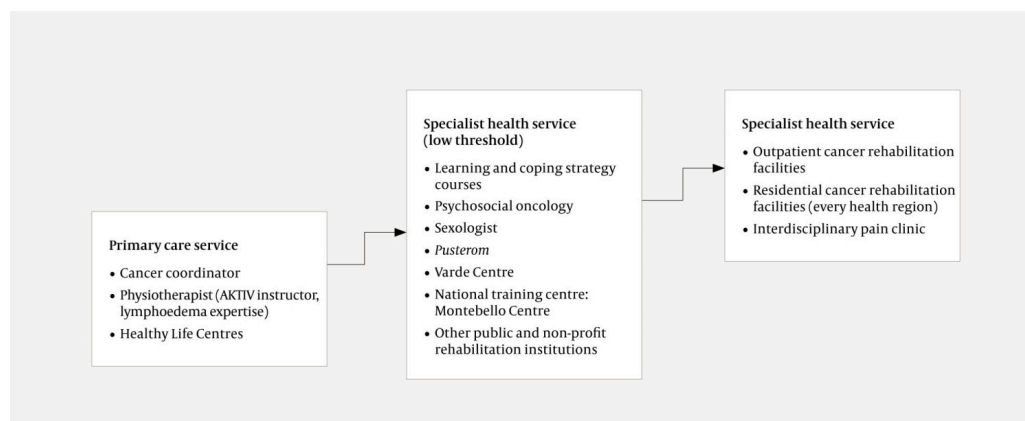 Primary care service
• Cancer coordinator
• Physiotherapist (AKTIV instructor,
lymphoedema expertise)
• Healthy Life Centres
Specialist health service
(low threshold)
• Learning and coping strategy
courses
• Psychosocial oncology
• Sexologist
• Pusterom
• Varde Centre
• National training centre:
Montebello Centre
• Other public and non-profit
rehabilitation institutions
Specialist health service
• Outpatient cancer rehabilitation
facilities
• Residential cancer rehabilitation
facilities (every health region)
• Interdisciplinary pain clinic